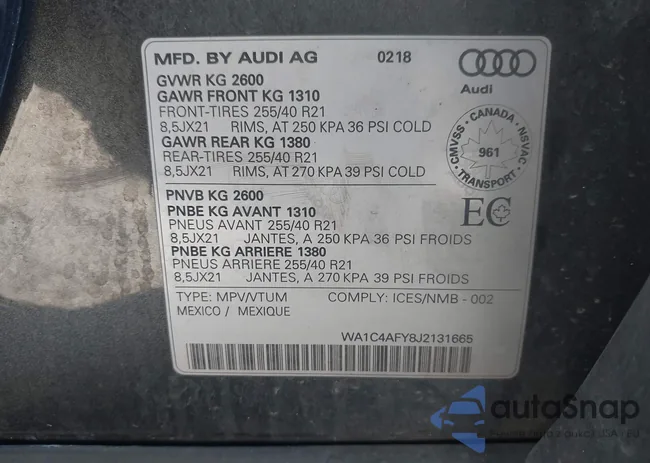 MFD. BY AUDI AG 0218
Audi
GVWR KG 2600
GAWR FRONT KG 1310
FRONT-TIRES 255/40 R21
8,5JX21 RIMS, AT 250 KPA 36 PSI COLD
GAWR REAR KG 1380
REAR-TIRES 255/40 R21
8,5JX21 RIMS, AT 270 KPA 39 PSI COLD
CMVSS - CANADA - NSVAC
961
TRANSPORT
PNVB KG 2600
PNBE KG AVANT 1310
PNEUS AVANT 255/40 R21
8,5JX21 JANTES, A 250 KPA 36 PSI FROIDS
PNBE KG ARRIERE 1380
PNEUS ARRIERE 255/40 R21
8,5JX21 JANTES, A 270 KPA 39 PSI FROIDS
EC
TYPE: MPV/VTUM COMPLY: ICES/NMB - 002
MEXICO / MEXIQUE
WA1C4AFY8J2131665
autoSnap